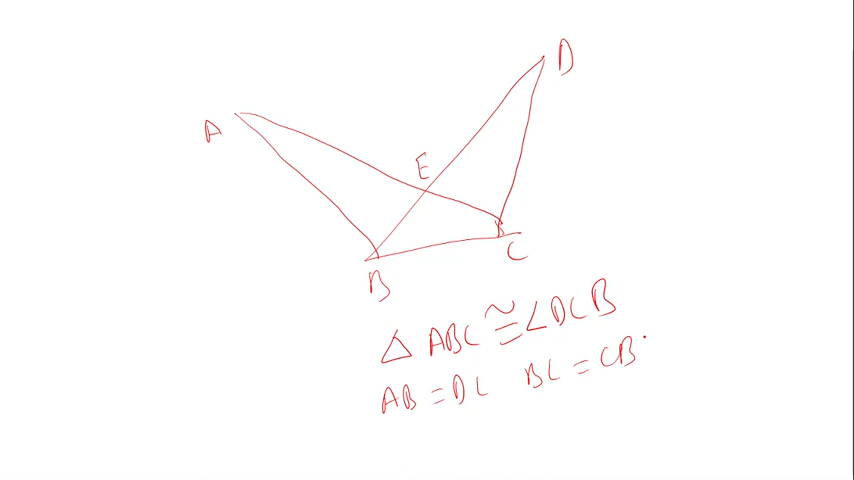 D
A
E
B
C
△ ABC ≅ ∠DCB
AB = DC BC = CB